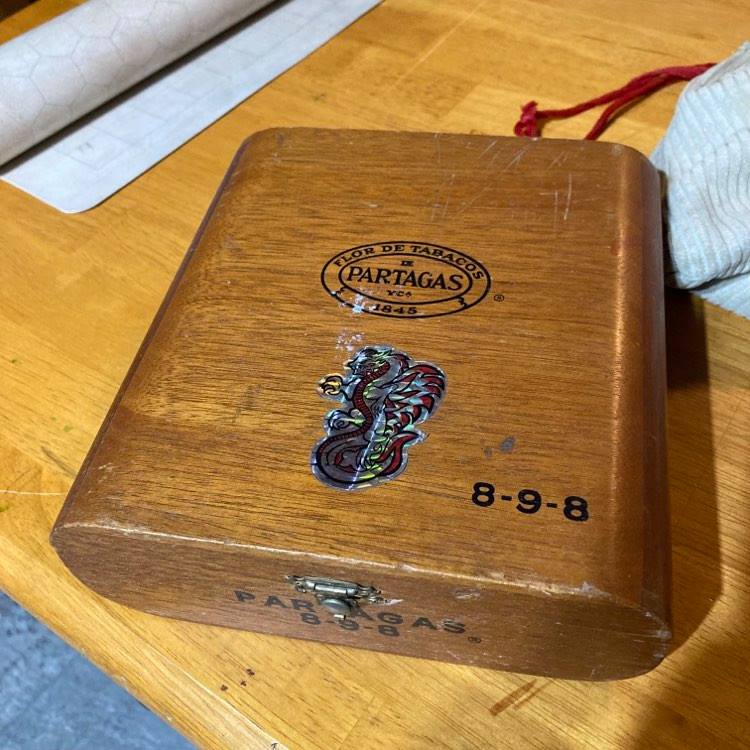 FLOR DE TABACOS
DE
PARTAGAS
Y Cª
1845
®
8-9-8
PARTAGAS
8-9-8 ®